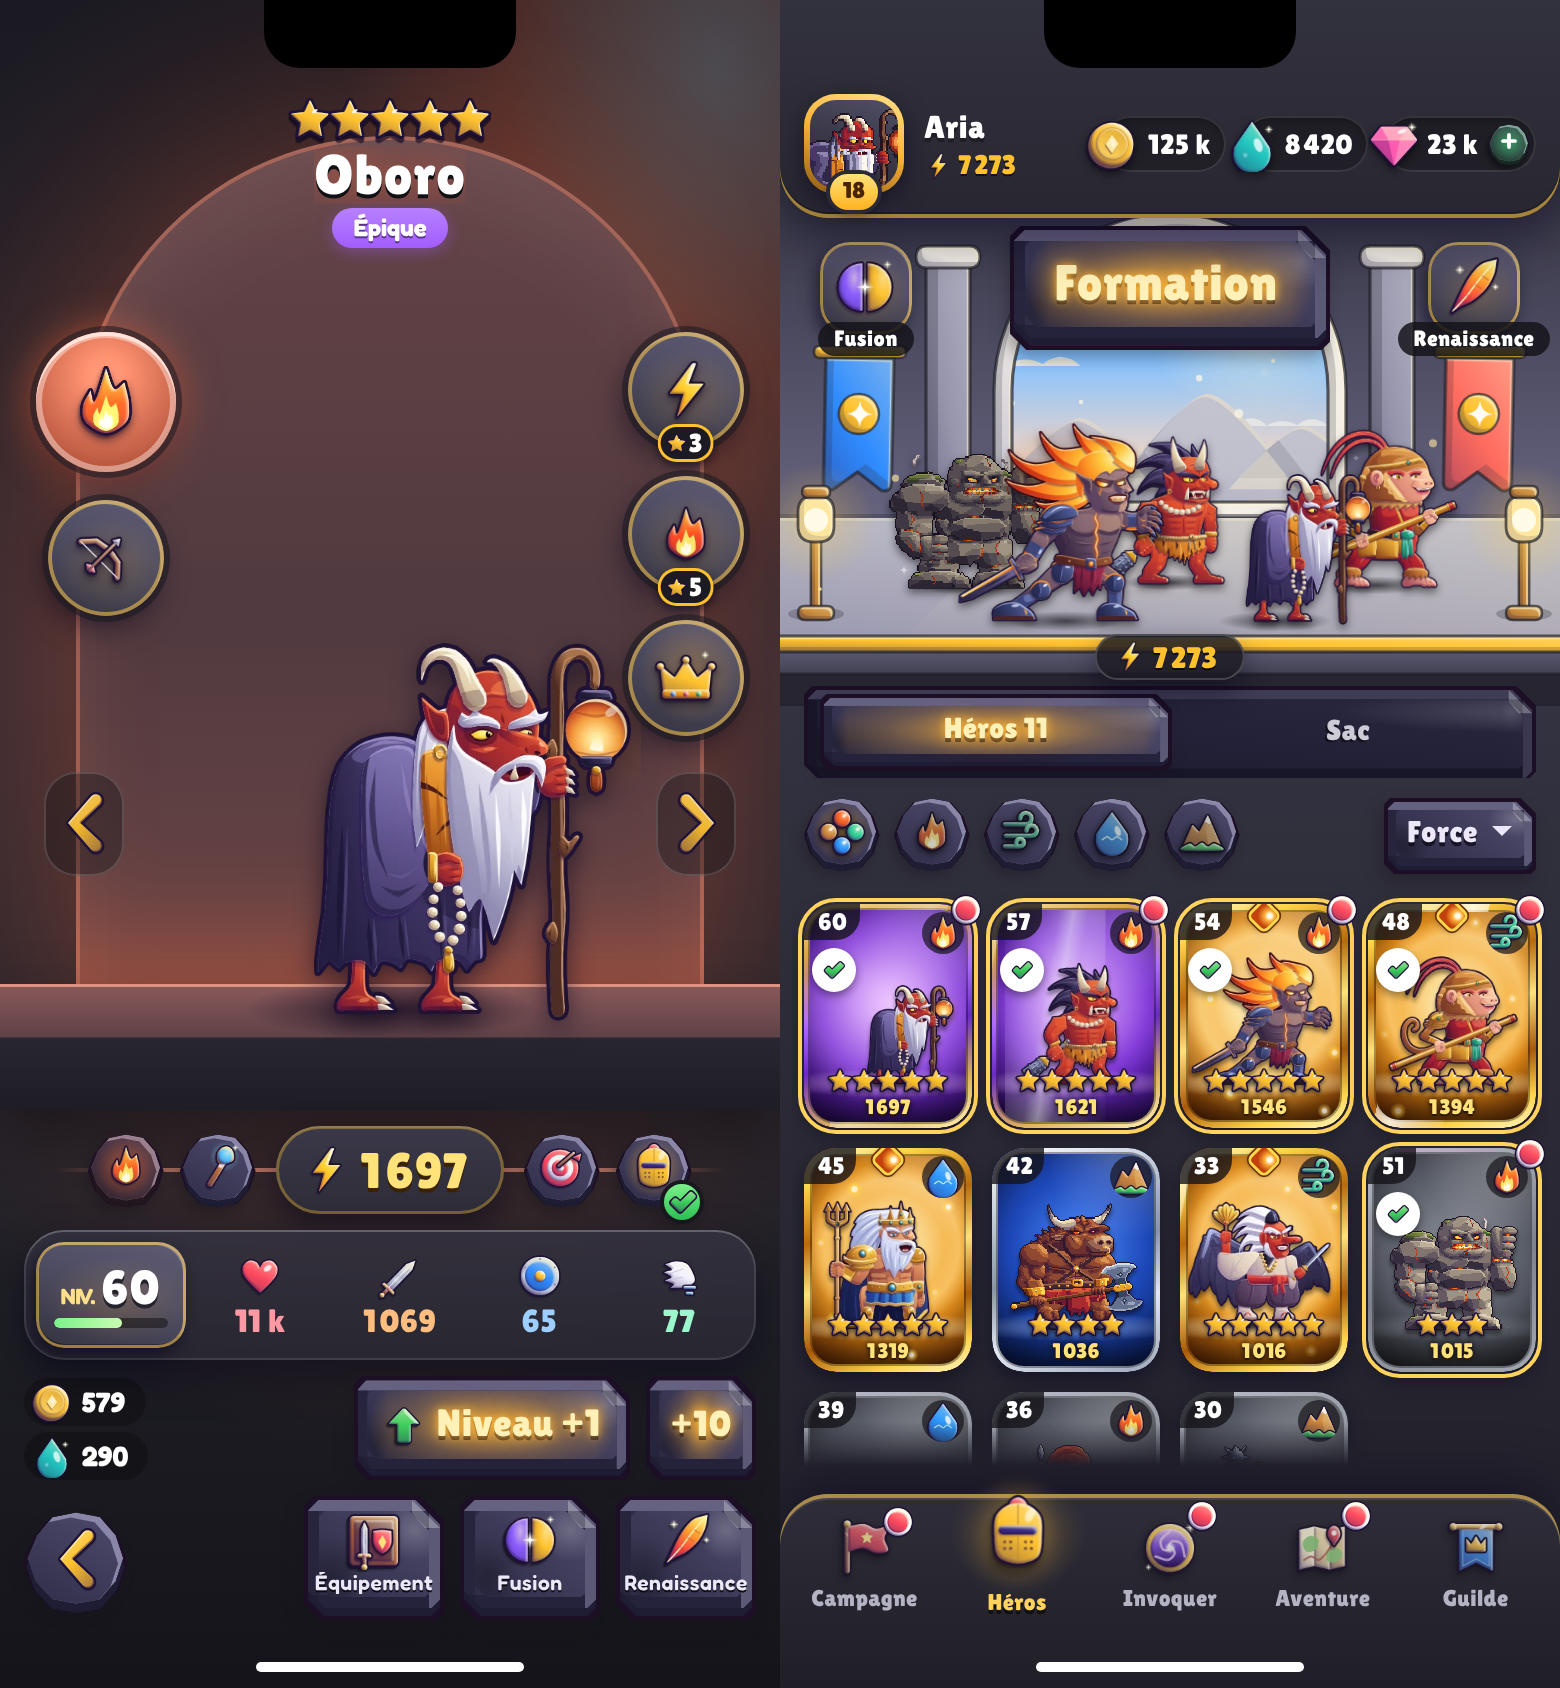 Oboro
Épique
3
5
1697
NIV. 60
11 k
1069
65
77
579
290
Niveau +1
+10
Équipement
Fusion
Renaissance
Aria
7273
18
125 k
8420
23 k
+
Formation
Fusion
Renaissance
7273
Héros 11
Sac
Force
60
1697
57
1621
54
1546
48
1394
45
1319
42
1036
33
1016
51
1015
39
36
30
Campagne
Héros
Invoquer
Aventure
Guilde